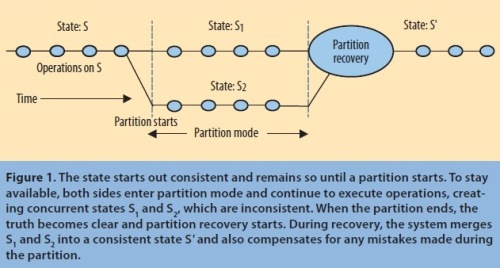 State: S
State: S1
State: S'
Operations on S
Partition
recovery
State: S2
Time
Partition starts
Partition mode
Figure 1. The state starts out consistent and remains so until a partition starts. To stay
available, both sides enter partition mode and continue to execute operations, creat-
ing concurrent states S1 and S2, which are inconsistent. When the partition ends, the
truth becomes clear and partition recovery starts. During recovery, the system merges
S1 and S2 into a consistent state S' and also compensates for any mistakes made during
the partition.